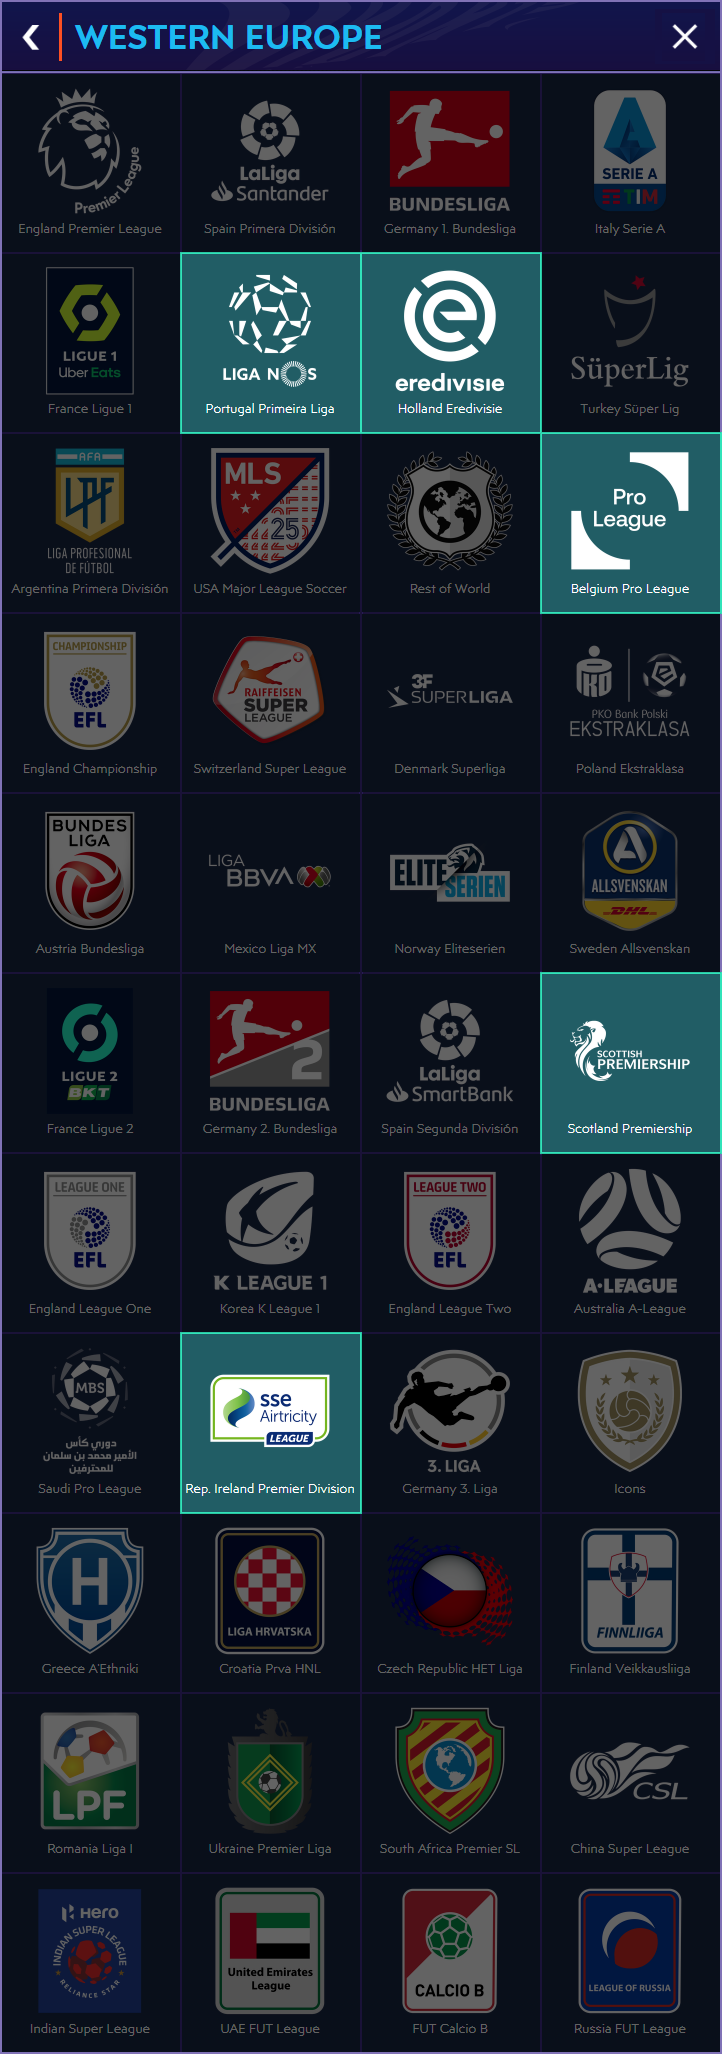 WESTERN EUROPE
Premier League
England Premier League
LaLiga
Santander
Spain Primera División
BUNDESLIGA
Germany 1. Bundesliga
SERIE A
TIM
Italy Serie A
LIGUE 1
Uber Eats
France Ligue 1
LIGA NOS
Portugal Primeira Liga
eredivisie
Holland Eredivisie
SüperLig
Turkey Süper Lig
AFA
LPF
LIGA PROFESIONAL
DE FÚTBOL
Argentina Primera División
MLS
25
USA Major League Soccer
Rest of World
Pro
League
Belgium Pro League
CHAMPIONSHIP
EFL
England Championship
RAIFFEISEN
SUPER
LEAGUE
Switzerland Super League
3F
SUPERLIGA
Denmark Superliga
PKO Bank Polski
EKSTRAKLASA
Poland Ekstraklasa
BUNDES
LIGA
Austria Bundesliga
LIGA
BBVA
Mexico Liga MX
ELITE
SERIEN
Norway Eliteserien
ALLSVENSKAN
DHL
Sweden Allsvenskan
LIGUE 2
BKT
France Ligue 2
2
BUNDESLIGA
Germany 2. Bundesliga
LaLiga
SmartBank
Spain Segunda División
SCOTTISH
PREMIERSHIP
Scotland Premiership
LEAGUE ONE
EFL
England League One
K LEAGUE 1
Korea K League 1
LEAGUE TWO
EFL
England League Two
A-LEAGUE
Australia A-League
MBS
دوري كأس
الأمير محمد بن سلمان
للمحترفين
Saudi Pro League
sse
Airtricity
LEAGUE
Rep. Ireland Premier Division
3. LIGA
Germany 3. Liga
Icons
H
Greece A'Ethniki
LIGA HRVATSKA
Croatia Prva HNL
Czech Republic HET Liga
FINNLIIGA
Finland Veikkausliiga
LPF
Romania Liga I
Ukraine Premier Liga
South Africa Premier SL
CSL
China Super League
Hero
INDIAN SUPER LEAGUE
RELIANCE STAR
Indian Super League
United Emirates
League
UAE FUT League
CALCIO B
FUT Calcio B
LEAGUE OF RUSSIA
Russia FUT League